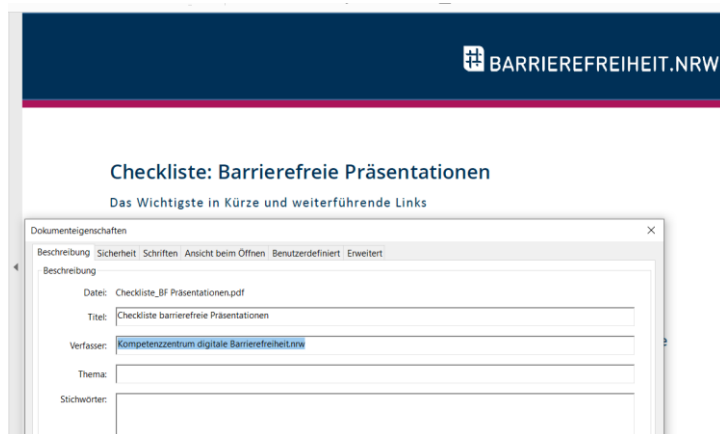 BARRIEREFREIHEIT.NRW
Checkliste: Barrierefreie Präsentationen
Das Wichtigste in Kürze und weiterführende Links
Dokumenteigenschaften
Beschreibung Sicherheit Schriften Ansicht beim Öffnen Benutzerdefiniert Erweitert
Beschreibung
Datei: Checkliste_BF Präsentationen.pdf
Titel: Checkliste barrierefreie Präsentationen
Verfasser: Kompetenzzentrum digitale Barrierefreiheit.nrw
Thema:
Stichwörter: